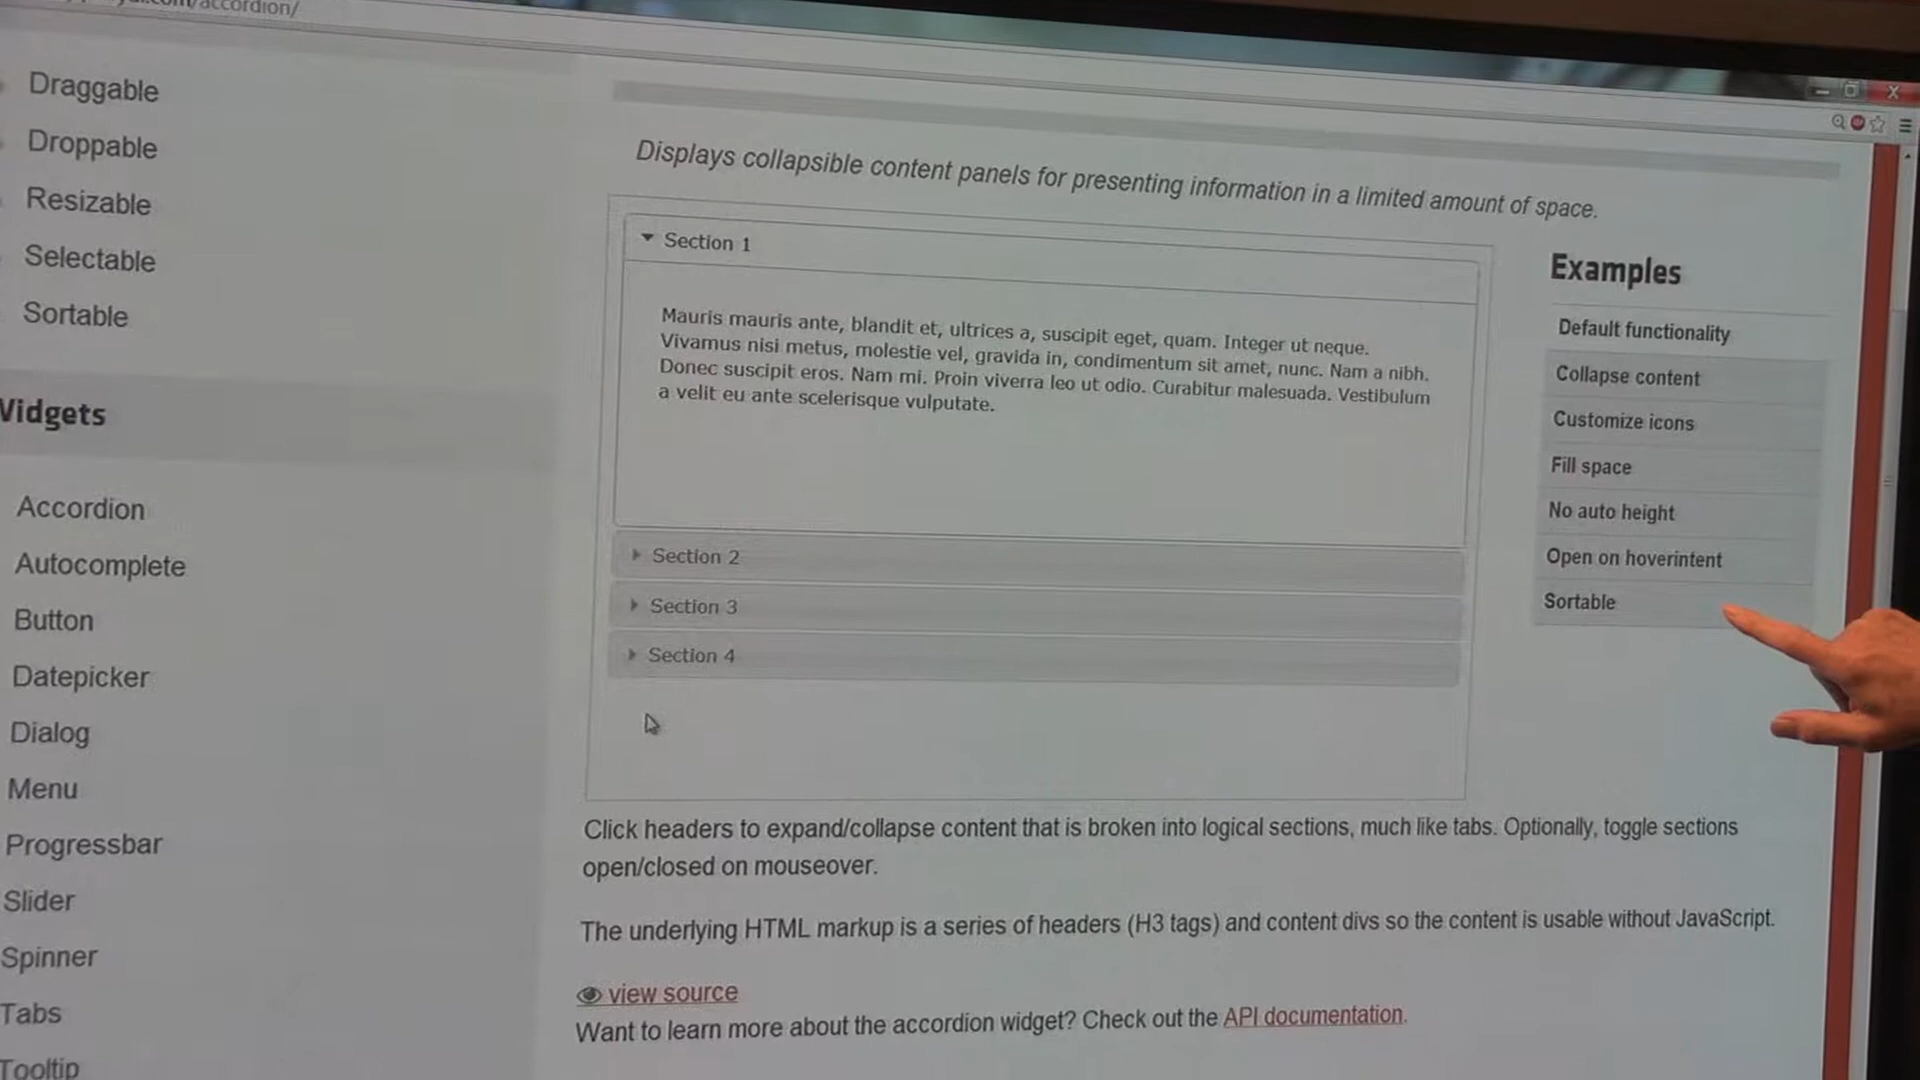 /accordion/
Draggable
Droppable
Resizable
Selectable
Sortable
Widgets
Accordion
Autocomplete
Button
Datepicker
Dialog
Menu
Progressbar
Slider
Spinner
Tabs
Tooltip
Displays collapsible content panels for presenting information in a limited amount of space.
Section 1
Mauris mauris ante, blandit et, ultrices a, suscipit eget, quam. Integer ut neque.
Vivamus nisi metus, molestie vel, gravida in, condimentum sit amet, nunc. Nam a nibh.
Donec suscipit eros. Nam mi. Proin viverra leo ut odio. Curabitur malesuada. Vestibulum
a velit eu ante scelerisque vulputate.
Section 2
Section 3
Section 4
Examples
Default functionality
Collapse content
Customize icons
Fill space
No auto height
Open on hoverintent
Sortable
Click headers to expand/collapse content that is broken into logical sections, much like tabs. Optionally, toggle sections
open/closed on mouseover.
The underlying HTML markup is a series of headers (H3 tags) and content divs so the content is usable without JavaScript.
view source
Want to learn more about the accordion widget? Check out the API documentation.